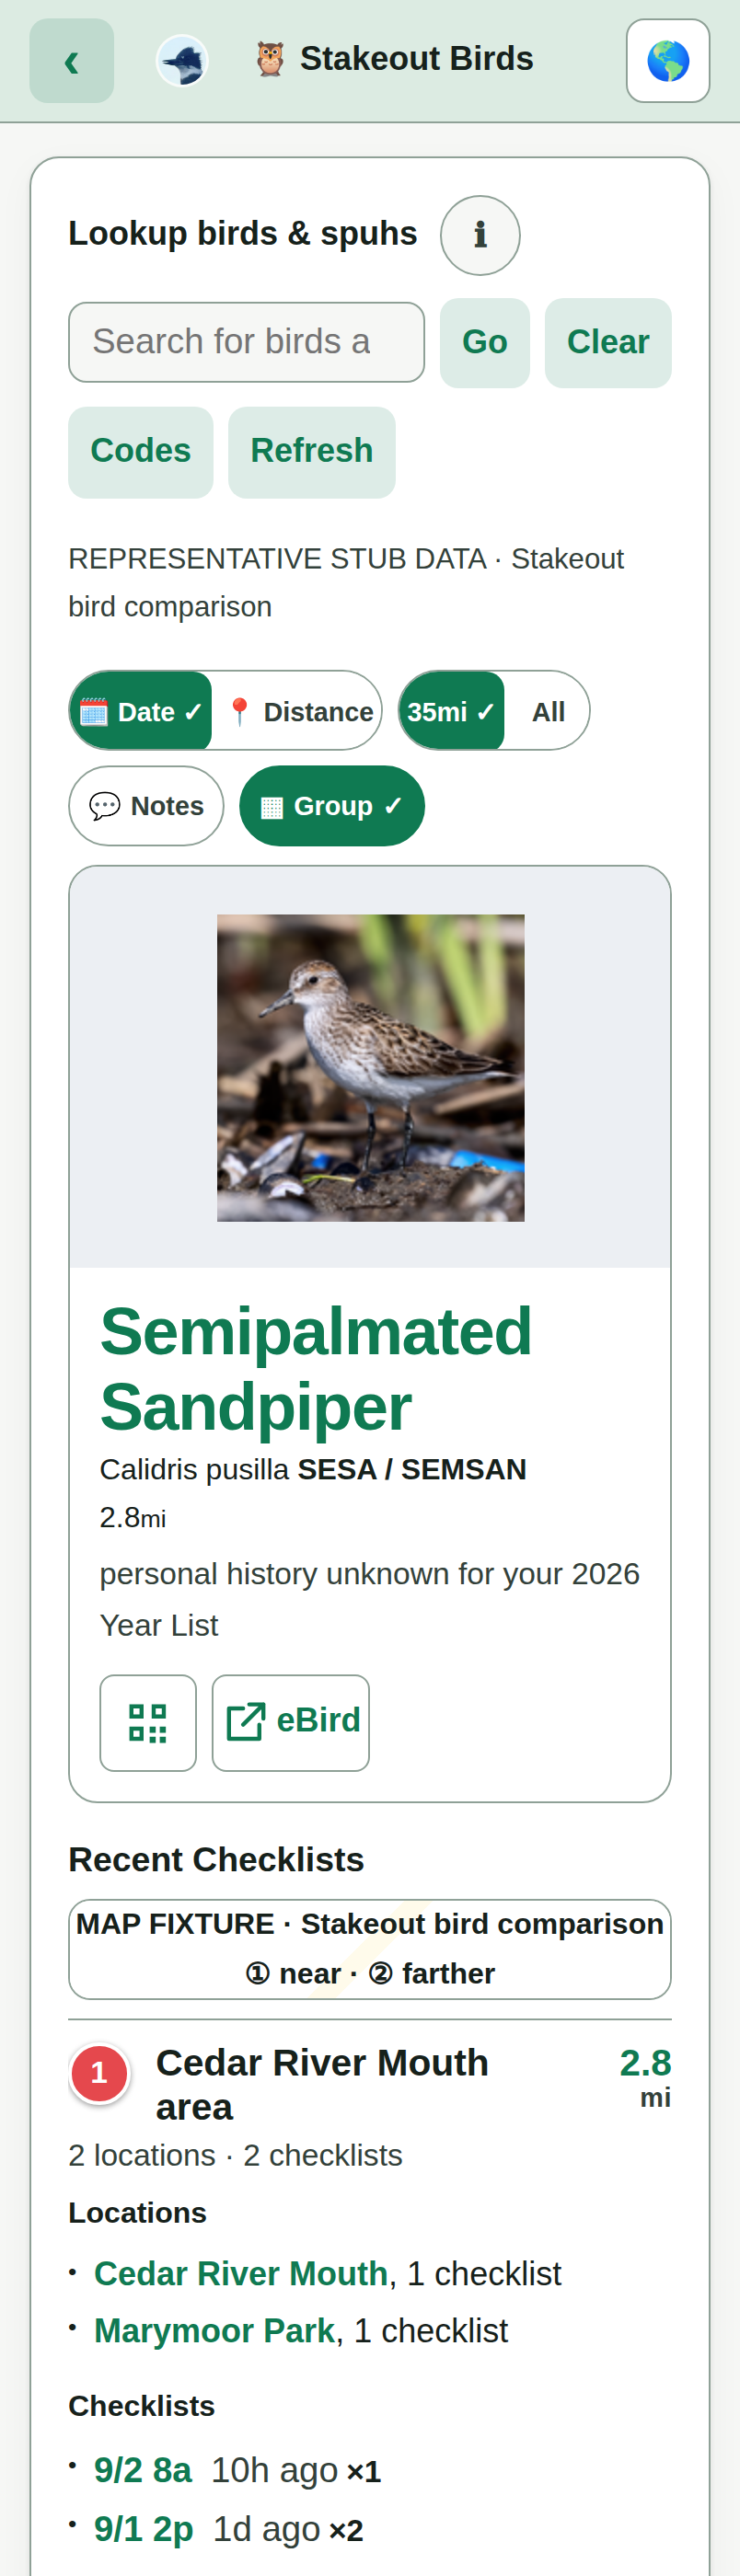 ‹ 🦉 Stakeout Birds 🌎
Lookup birds & spuhs ℹ
Search for birds a Go Clear
Codes Refresh
REPRESENTATIVE STUB DATA · Stakeout
bird comparison
🗓️ Date ✓ 📍 Distance 35mi ✓ All
💬 Notes ▦ Group ✓
Semipalmated
Sandpiper
Calidris pusilla SESA / SEMSAN
2.8mi
personal history unknown for your 2026
Year List
eBird
Recent Checklists
MAP FIXTURE · Stakeout bird comparison
① near · ② farther
1 Cedar River Mouth 2.8
area mi
2 locations · 2 checklists
Locations
• Cedar River Mouth, 1 checklist
• Marymoor Park, 1 checklist
Checklists
• 9/2 8a 10h ago ×1
• 9/1 2p 1d ago ×2